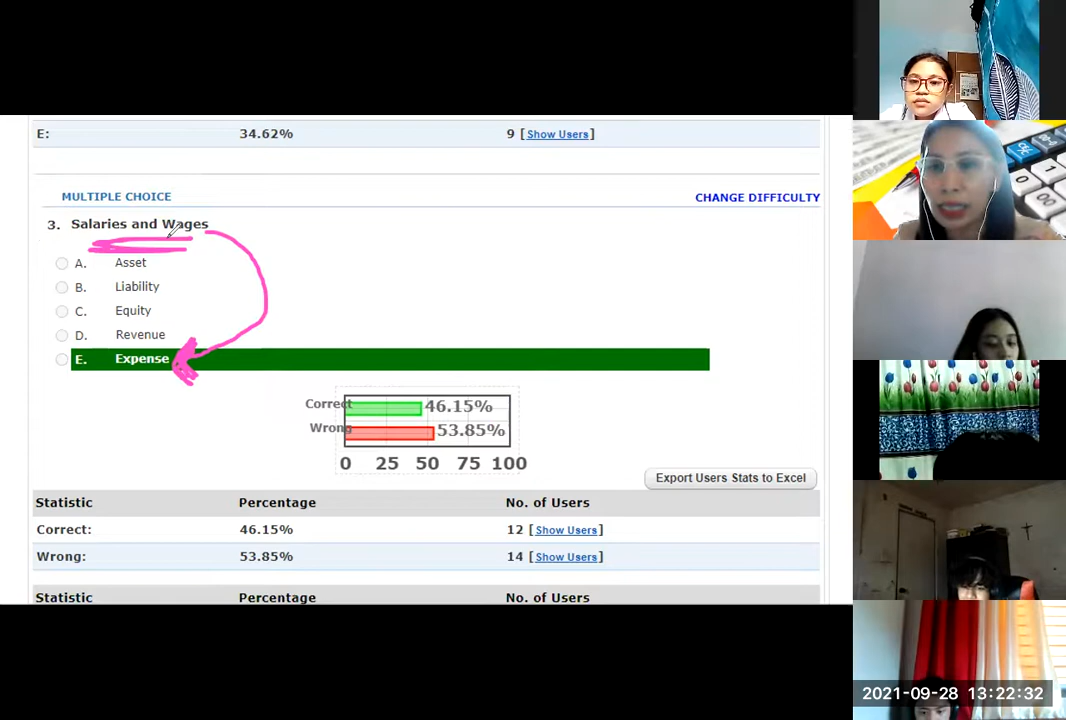 E: 34.62% 9 [Show Users]
MULTIPLE CHOICE CHANGE DIFFICULTY
3. Salaries and Wages
A. Asset
B. Liability
C. Equity
D. Revenue
E. Expense
Correct 46.15%
Wrong 53.85%
0 25 50 75 100
Export Users Stats to Excel
Statistic Percentage No. of Users
Correct: 46.15% 12 [Show Users]
Wrong: 53.85% 14 [Show Users]
Statistic Percentage No. of Users
2021-09-28 13:22:32